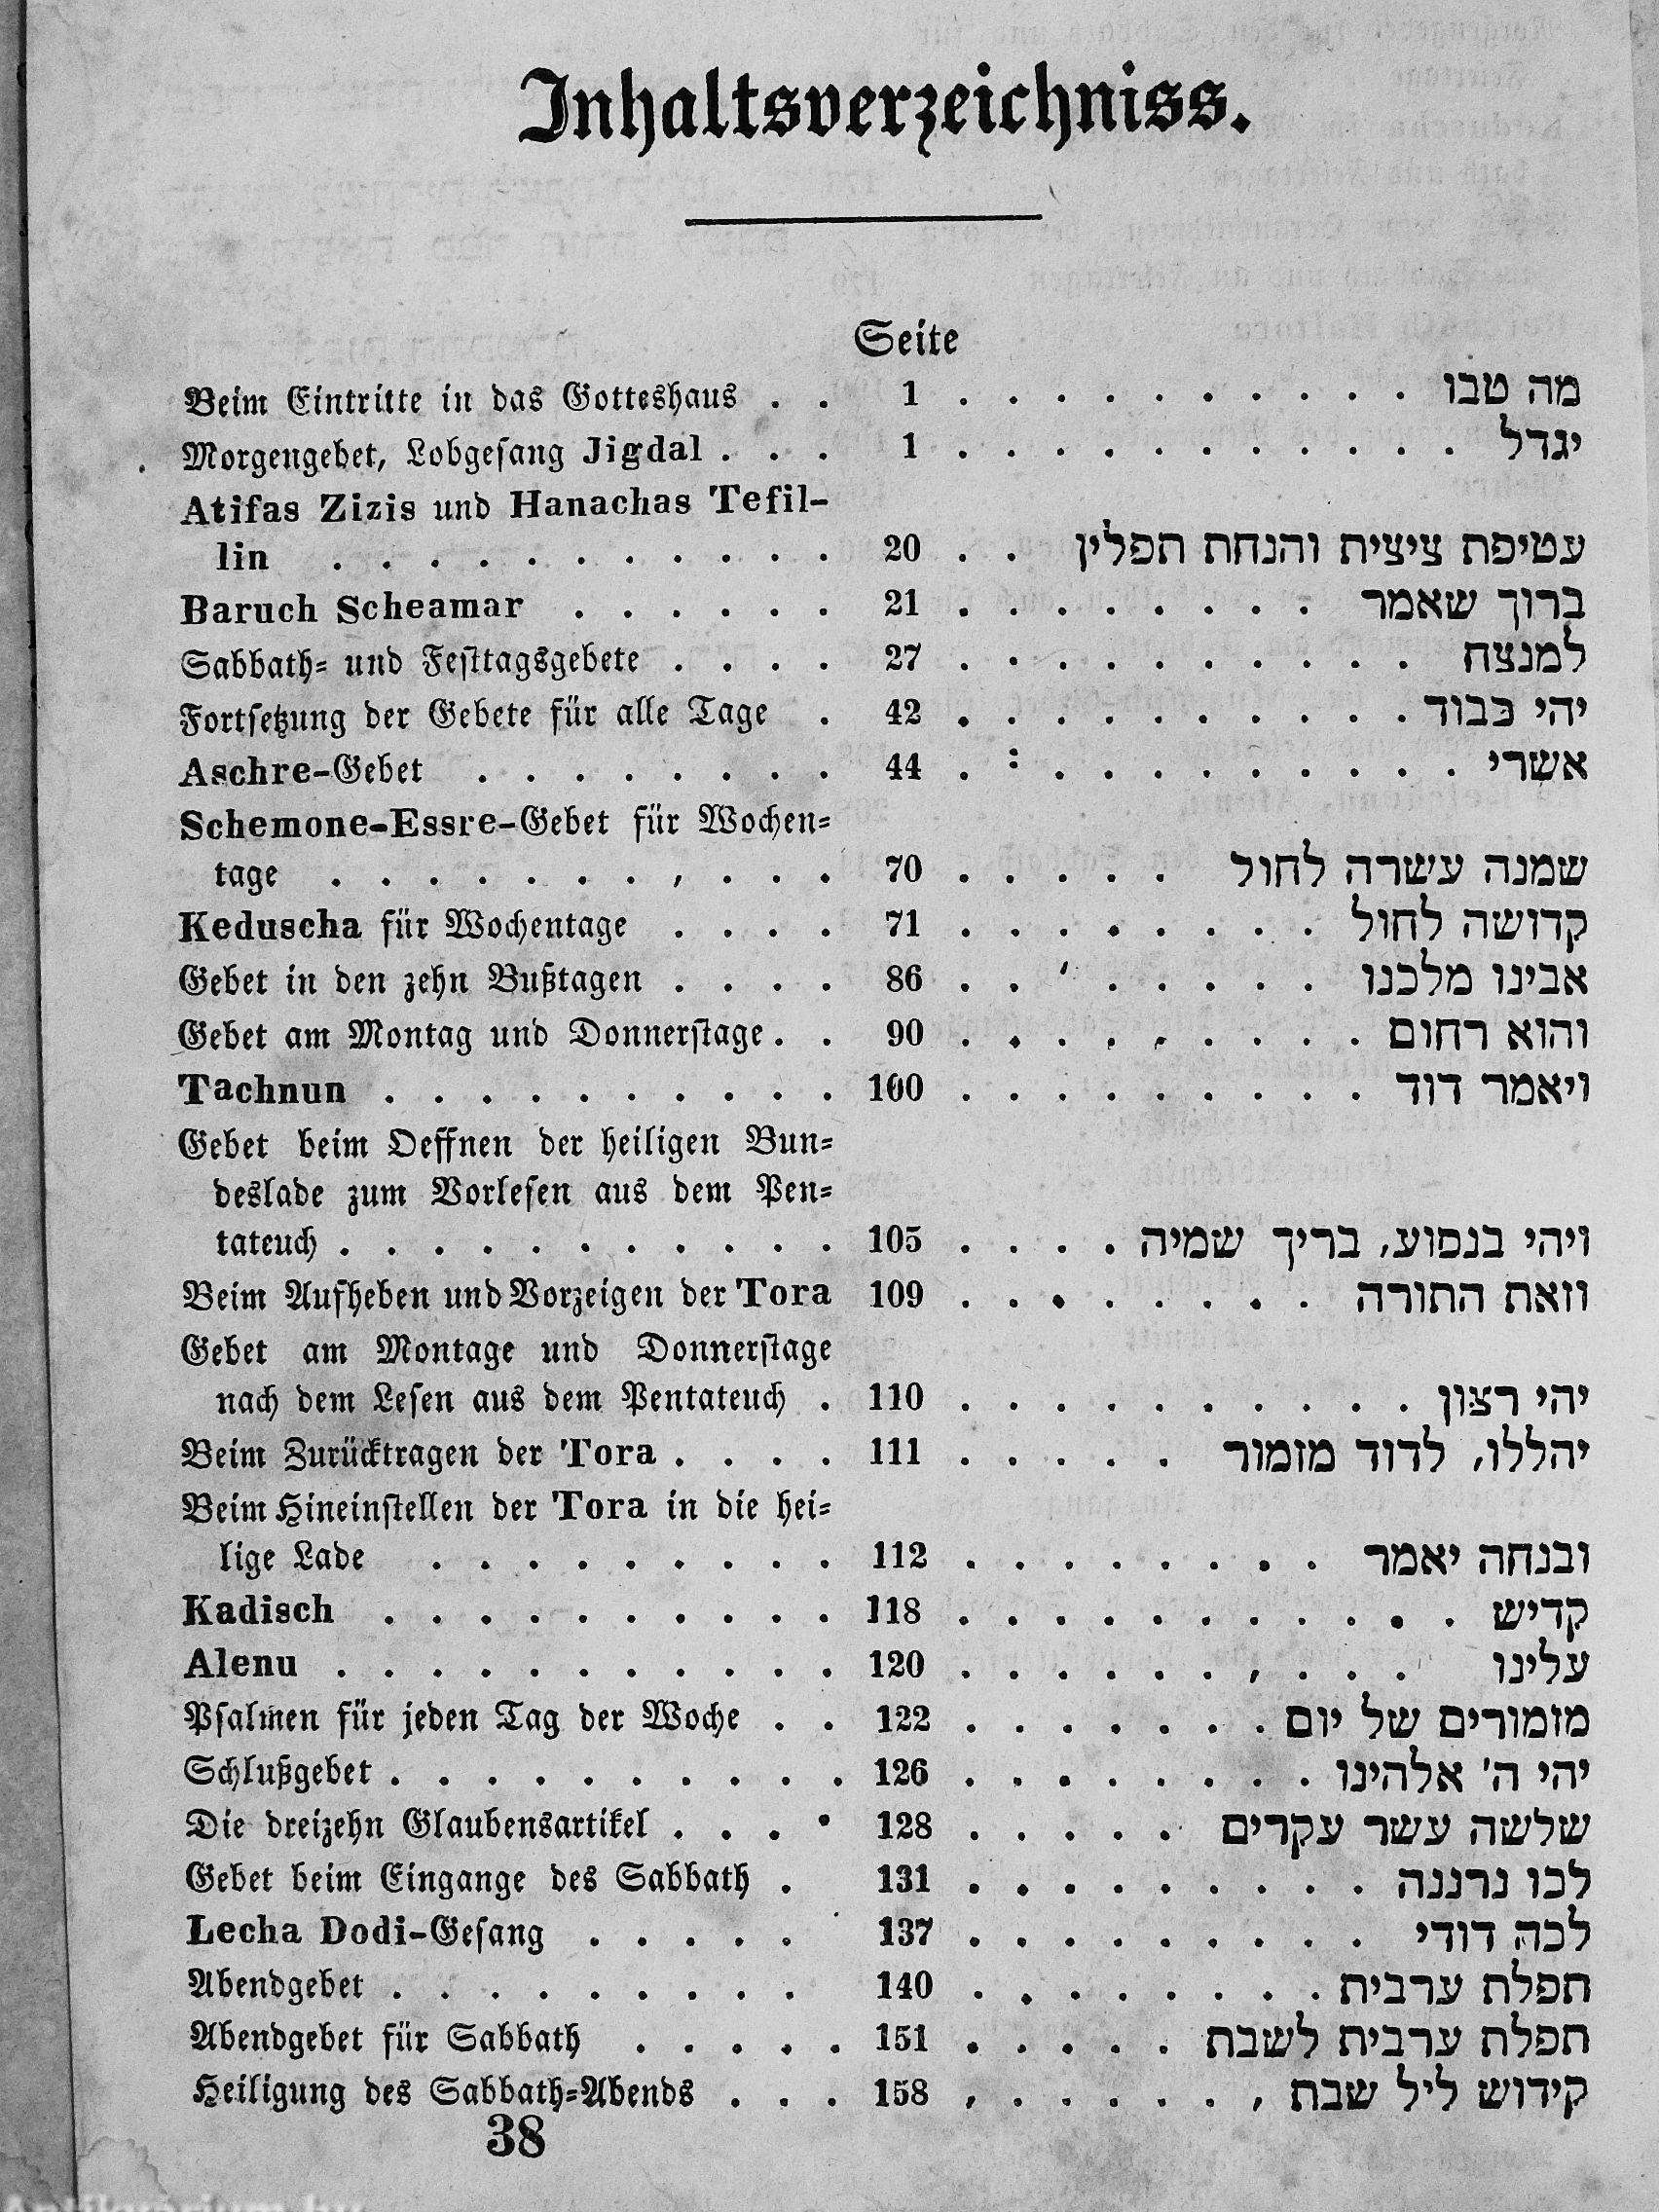 Inhaltsverzeichniss.
Seite
Beim Eintritte in das Gotteshaus . . 1 . . . . . . . . . . מה טבו
Morgengebet, Lobgesang Jigdal . . . 1 . . . . . . . . . . . יגדל
Atifas Zizis und Hanachas Tefil-
lin . . . . . . . . . . . 20 . . עטיפת ציצית והנחת תפלין
Baruch Scheamar . . . . . . 21 . . . . . . . . ברוך שאמר
Sabbath- und Festtagsgebete . . . . 27 . . . . . . . . . . למנצח
Fortsetzung der Gebete für alle Tage . 42 . . . . . . . . . . יהי כבוד
Aschre-Gebet . . . . . . . . 44 . : . . . . . . . . . אשרי
Schemone-Essre-Gebet für Wochen-
tage . . . . . . . , . . . 70 . . . . . שמנה עשרה לחול
Keduscha für Wochentage . . . . 71 . . . . . . . . קדושה לחול
Gebet in den zehn Bußtagen . . . . 86 . . ' . . . . . אבינו מלכנו
Gebet am Montag und Donnerstage . . 90 . . . . . . . . . והוא רחום
Tachnun . . . . . . . . . . 100 . . . . . . . . . ויאמר דוד
Gebet beim Oeffnen der heiligen Bun-
deslade zum Vorlesen aus dem Pen-
tateuch . . . . . . . . . . . 105 . . . . ויהי בנסוע, בריך שמיה
Beim Aufheben und Vorzeigen der Tora 109 . . . . . . . . וזאת התורה
Gebet am Montage und Donnerstage
nach dem Lesen aus dem Pentateuch . 110 . . . . . . . . . . יהי רצון
Beim Zurücktragen der Tora . . . . 111 . . . . . יהללו, לדוד מזמור
Beim Hineinstellen der Tora in die hei-
lige Lade . . . . . . . . . 112 . . . . . . . . ובנחה יאמר
Kadisch . . . . . . . . . . 118 . . . . . . . . . . . קדיש
Alenu . . . . . . . . . . . 120 . . . . . . , . . . עלינו
Psalmen für jeden Tag der Woche . . 122 . . . . . . . מזמורים של יום
Schlußgebet . . . . . . . . . . 126 . . . . . . . . יהי ה' אלהינו
Die dreizehn Glaubensartikel . . . . 128 . . . . . שלשה עשר עקרים
Gebet beim Eingange des Sabbath . 131 . . . . . . . . . לכו נרננה
Lecha Dodi-Gesang . . . . . 137 . . . . . . . . . לכה דודי
Abendgebet . . . . . . . . . 140 . . . . . . . . תפלת ערבית
Abendgebet für Sabbath . . . . . 151 . . . . . תפלת ערבית לשבת
Heiligung des Sabbath-Abends . . . 158 , . . . . . , קידוש ליל שבת
38